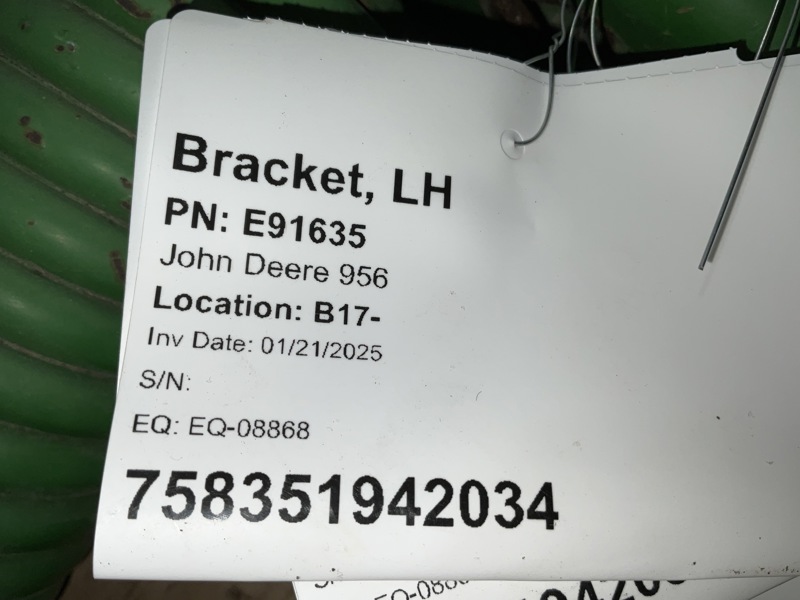 Bracket, LH
PN: E91635
John Deere 956
Location: B17-
Inv Date: 01/21/2025
S/N:
EQ: EQ-08868
758351942034